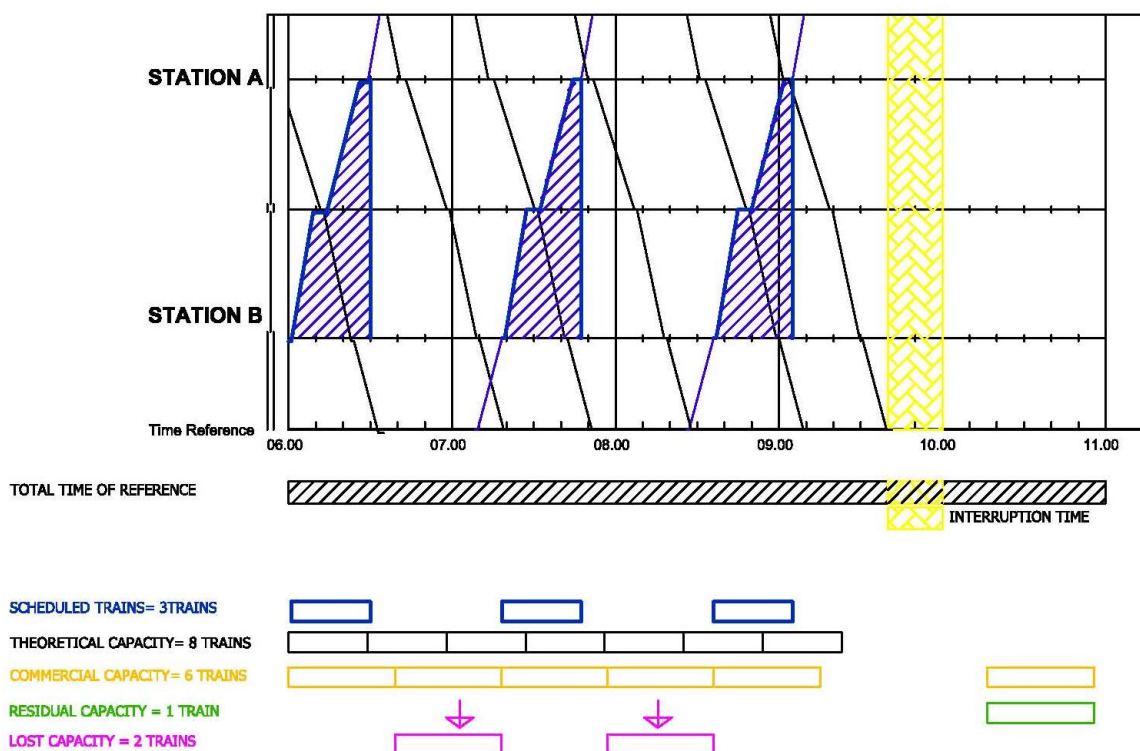 STATION A
STATION B
Time Reference
06.00 07.00 08.00 09.00 10.00 11.00
TOTAL TIME OF REFERENCE
INTERRUPTION TIME
SCHEDULED TRAINS= 3TRAINS
THEORETICAL CAPACITY= 8 TRAINS
COMMERCIAL CAPACITY= 6 TRAINS
RESIDUAL CAPACITY = 1 TRAIN
LOST CAPACITY = 2 TRAINS